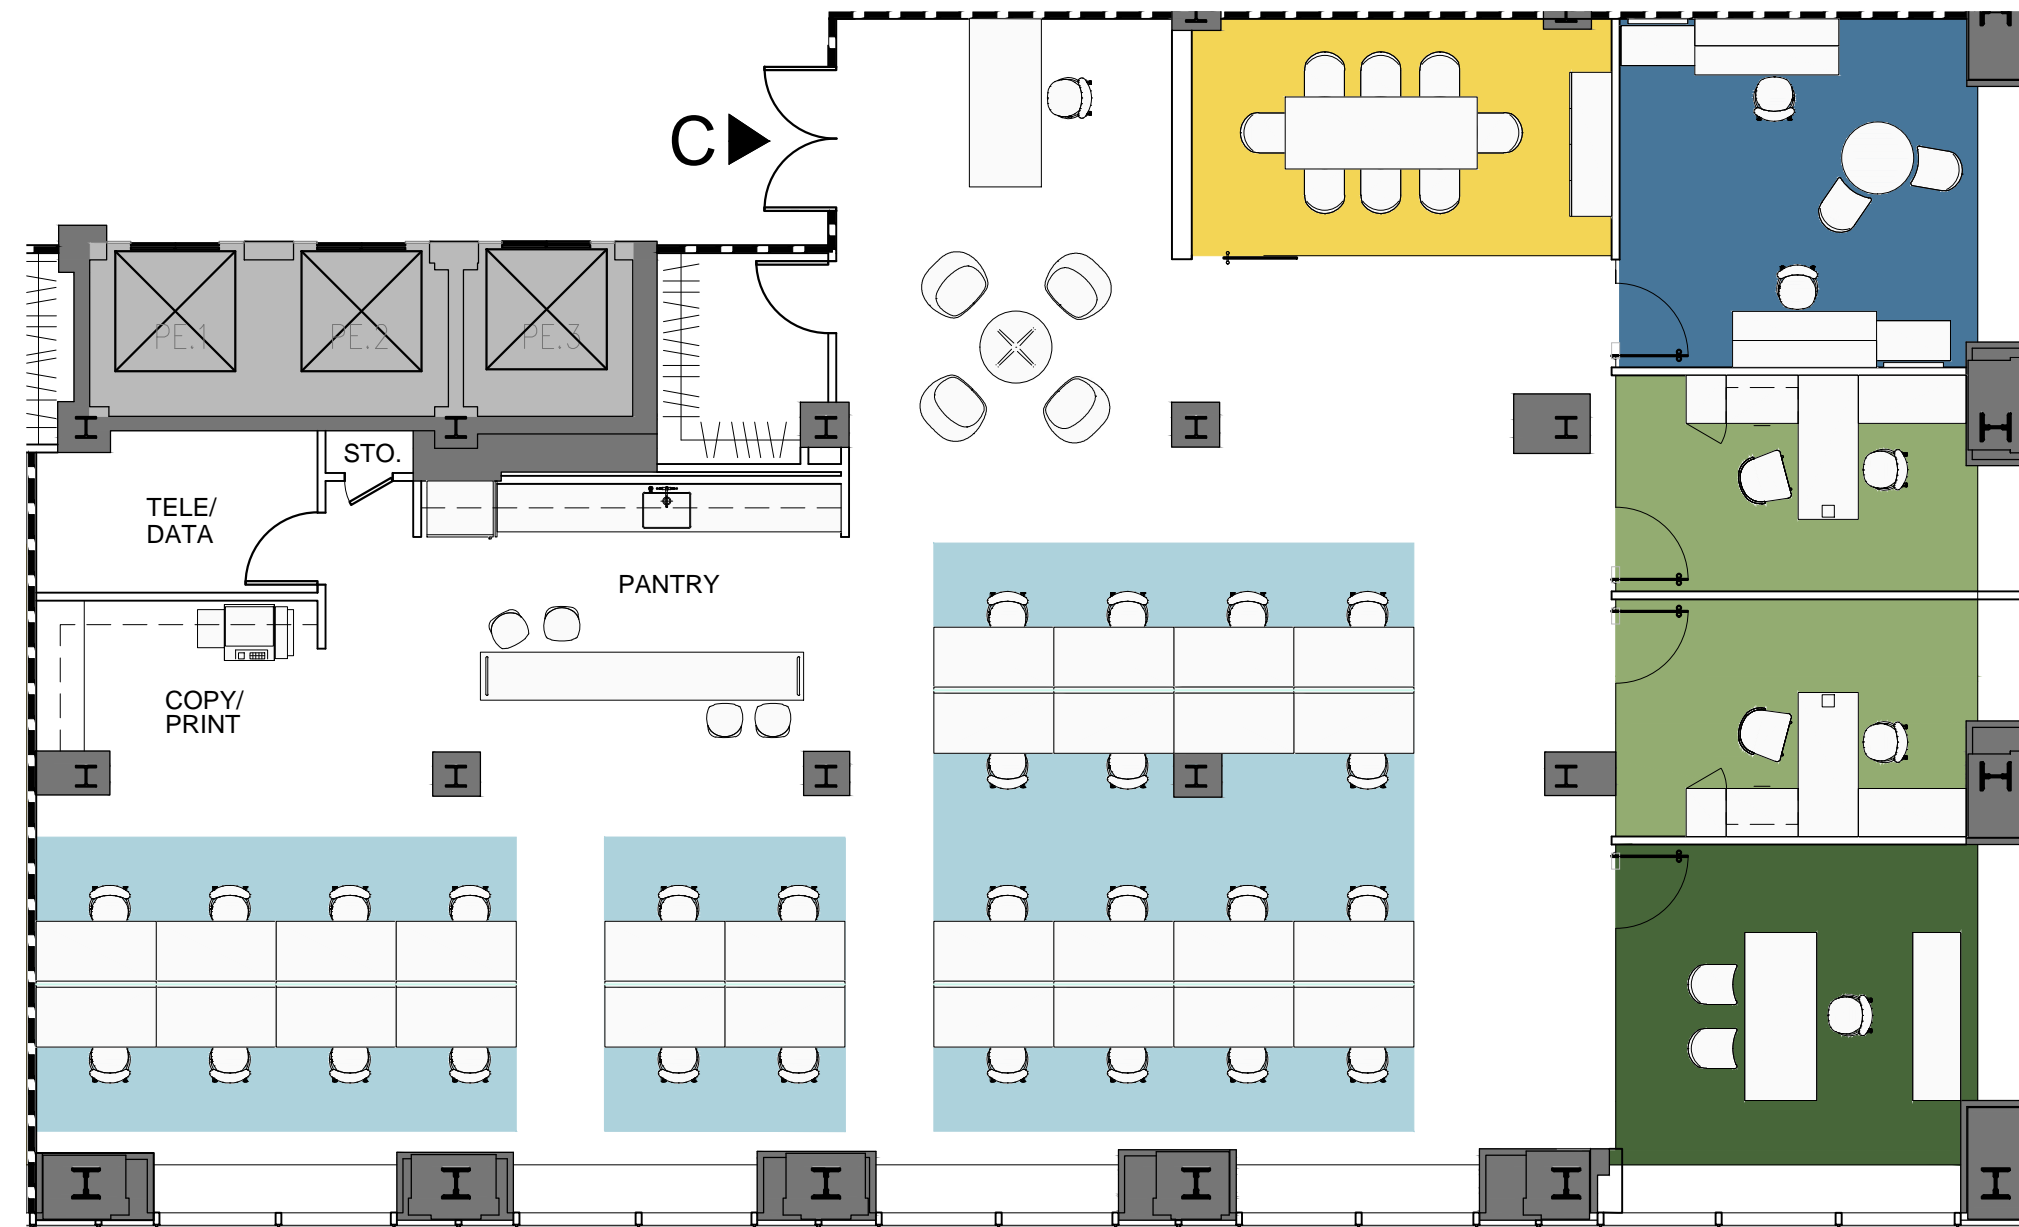 C
PE.1
PE.2
PE.3
STO.
TELE/
DATA
PANTRY
COPY/
PRINT